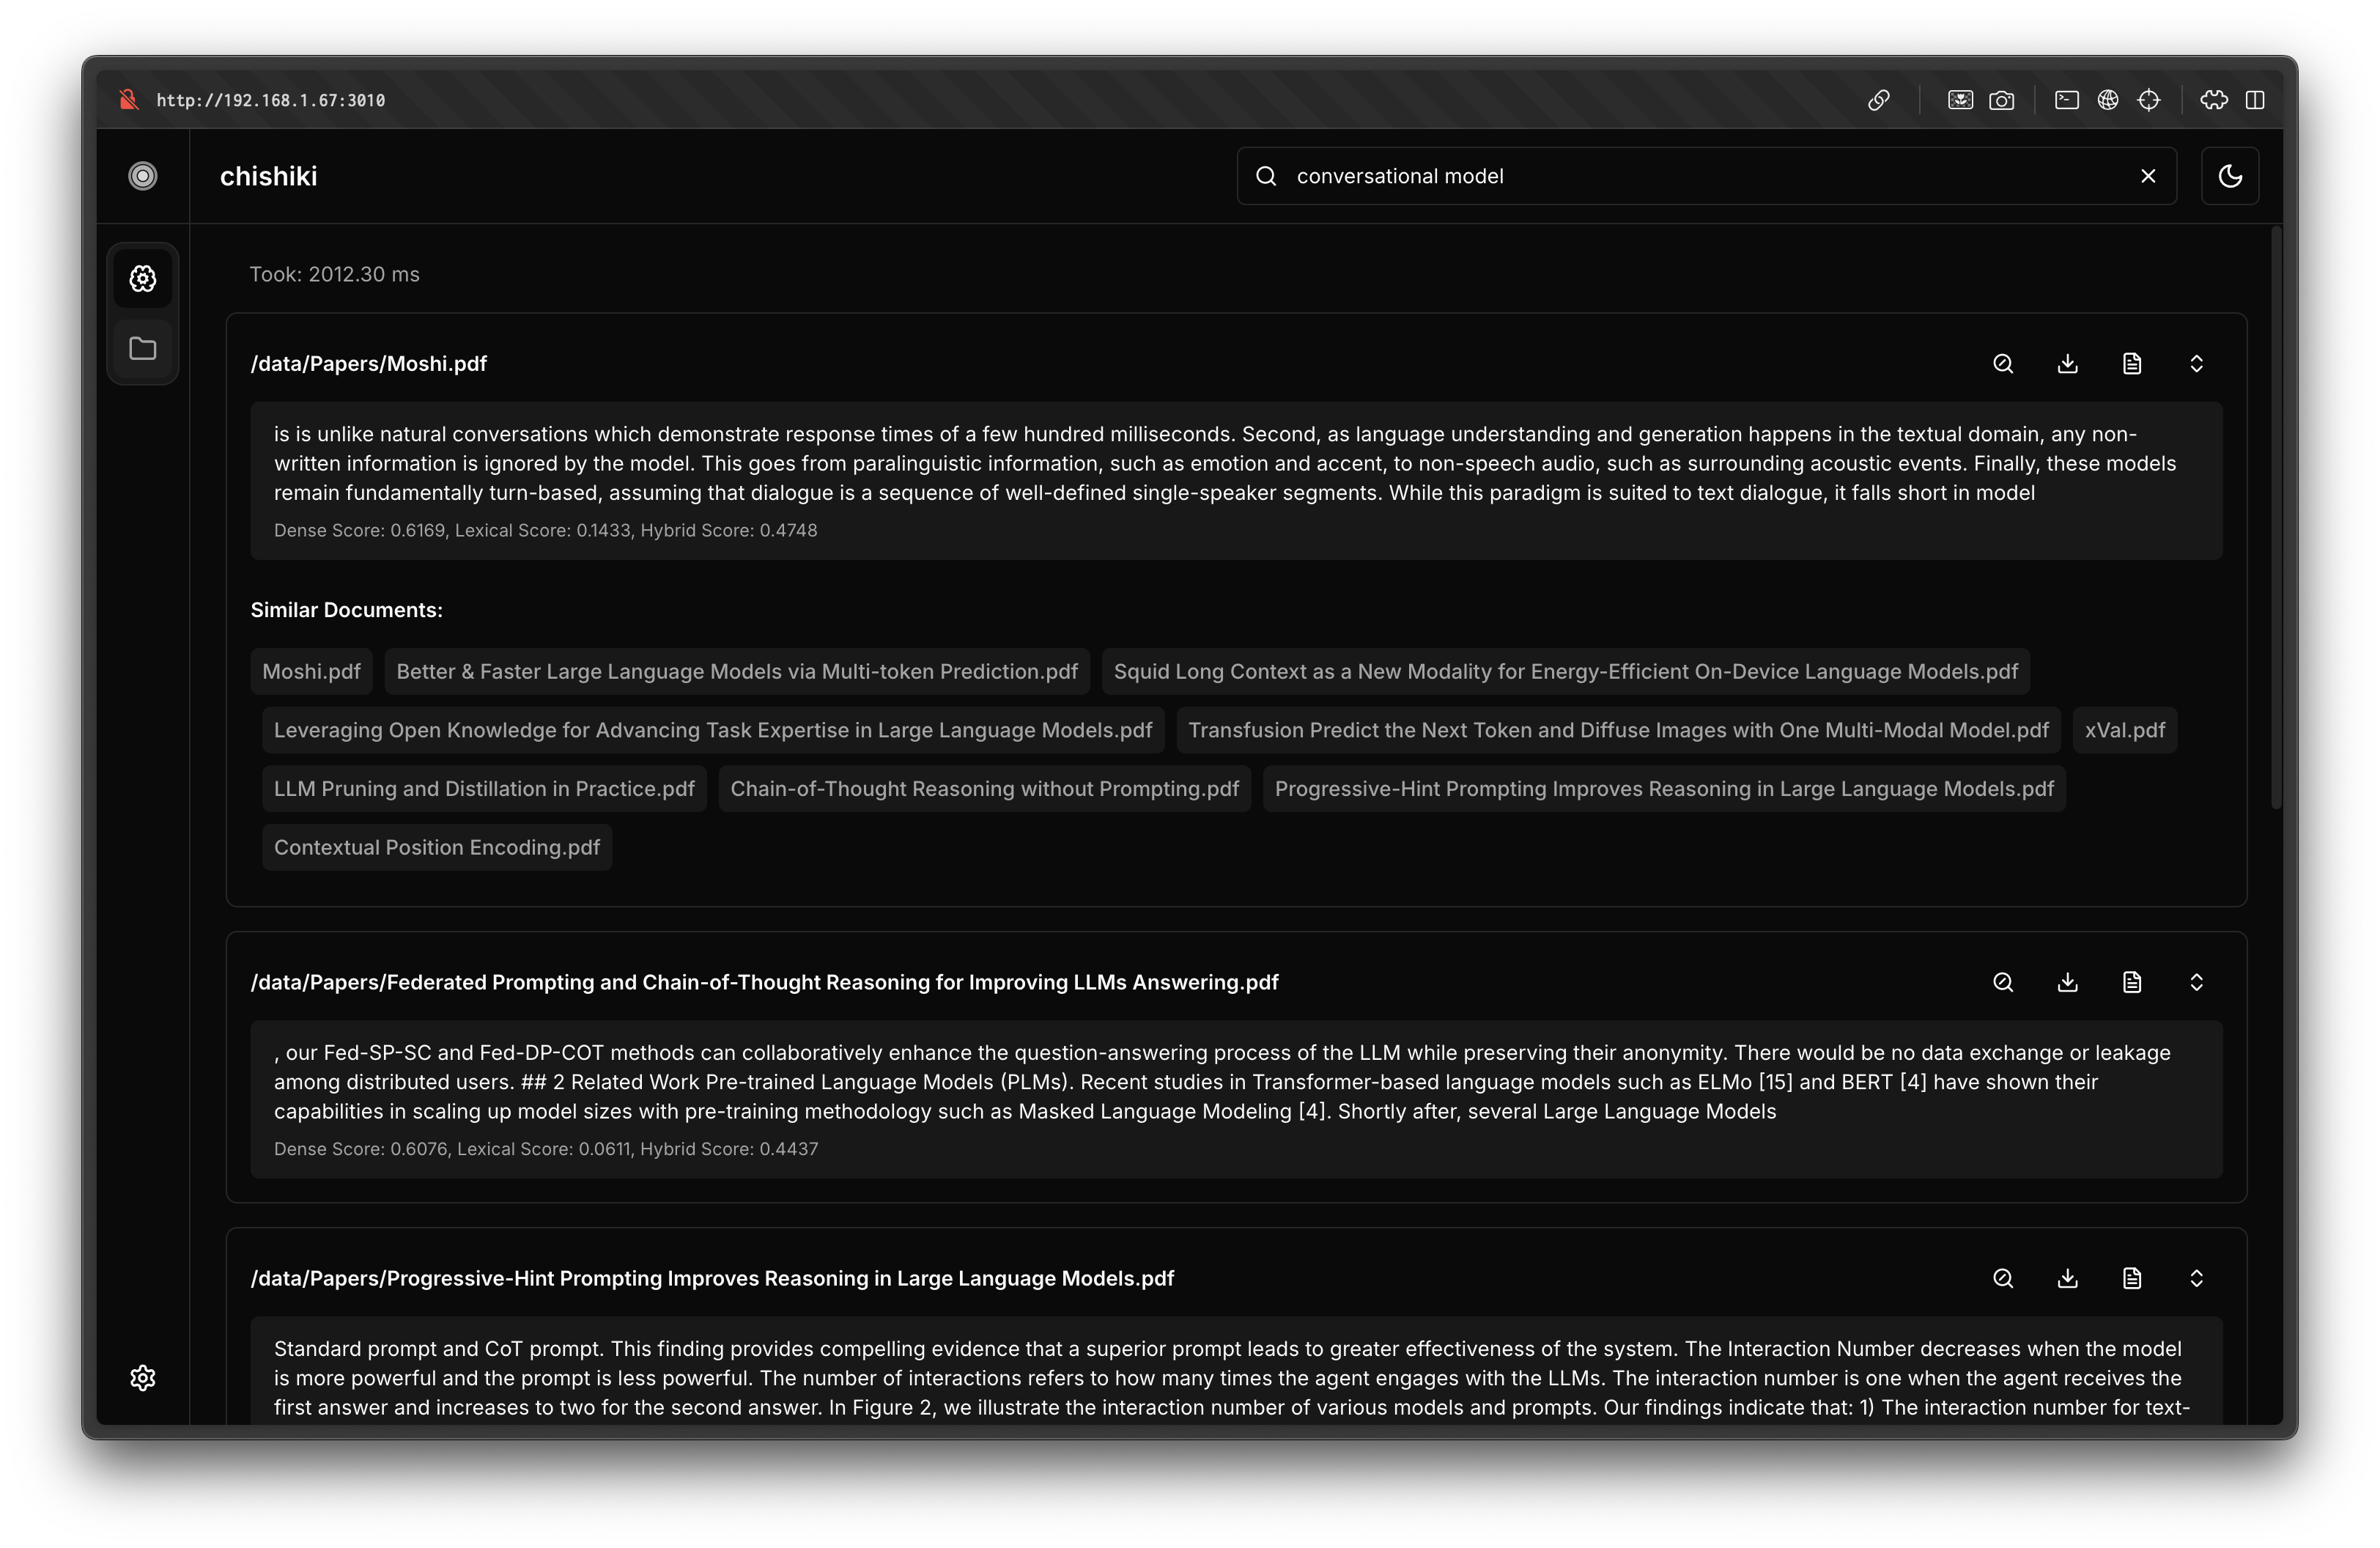 http://192.168.1.67:3010
chishiki
conversational model
Took: 2012.30 ms
/data/Papers/Moshi.pdf
is is unlike natural conversations which demonstrate response times of a few hundred milliseconds. Second, as language understanding and generation happens in the textual domain, any non-
written information is ignored by the model. This goes from paralinguistic information, such as emotion and accent, to non-speech audio, such as surrounding acoustic events. Finally, these models
remain fundamentally turn-based, assuming that dialogue is a sequence of well-defined single-speaker segments. While this paradigm is suited to text dialogue, it falls short in model
Dense Score: 0.6169, Lexical Score: 0.1433, Hybrid Score: 0.4748
Similar Documents:
Moshi.pdf Better & Faster Large Language Models via Multi-token Prediction.pdf Squid Long Context as a New Modality for Energy-Efficient On-Device Language Models.pdf
Leveraging Open Knowledge for Advancing Task Expertise in Large Language Models.pdf Transfusion Predict the Next Token and Diffuse Images with One Multi-Modal Model.pdf xVal.pdf
LLM Pruning and Distillation in Practice.pdf Chain-of-Thought Reasoning without Prompting.pdf Progressive-Hint Prompting Improves Reasoning in Large Language Models.pdf
Contextual Position Encoding.pdf
/data/Papers/Federated Prompting and Chain-of-Thought Reasoning for Improving LLMs Answering.pdf
, our Fed-SP-SC and Fed-DP-COT methods can collaboratively enhance the question-answering process of the LLM while preserving their anonymity. There would be no data exchange or leakage
among distributed users. ## 2 Related Work Pre-trained Language Models (PLMs). Recent studies in Transformer-based language models such as ELMo [15] and BERT [4] have shown their
capabilities in scaling up model sizes with pre-training methodology such as Masked Language Modeling [4]. Shortly after, several Large Language Models
Dense Score: 0.6076, Lexical Score: 0.0611, Hybrid Score: 0.4437
/data/Papers/Progressive-Hint Prompting Improves Reasoning in Large Language Models.pdf
Standard prompt and CoT prompt. This finding provides compelling evidence that a superior prompt leads to greater effectiveness of the system. The Interaction Number decreases when the model
is more powerful and the prompt is less powerful. The number of interactions refers to how many times the agent engages with the LLMs. The interaction number is one when the agent receives the
first answer and increases to two for the second answer. In Figure 2, we illustrate the interaction number of various models and prompts. Our findings indicate that: 1) The interaction number for text-